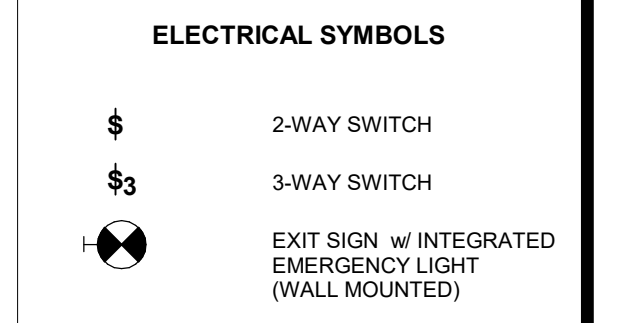 ELECTRICAL SYMBOLS
$ 2-WAY SWITCH
$3 3-WAY SWITCH
EXIT SIGN w/ INTEGRATED
EMERGENCY LIGHT
(WALL MOUNTED)